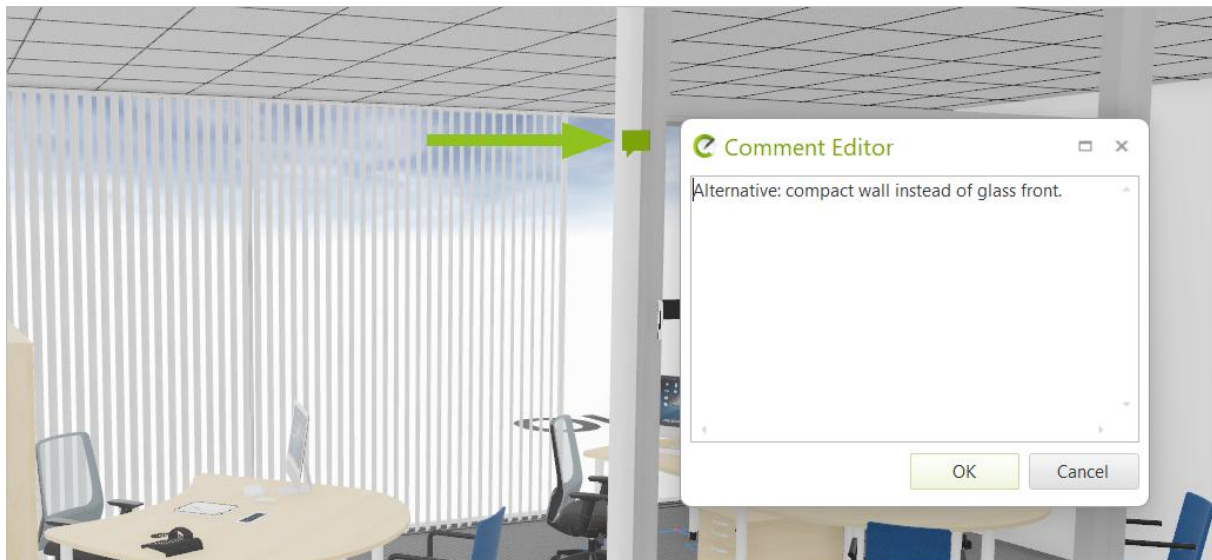 Comment Editor
Alternative: compact wall instead of glass front.
OK
Cancel